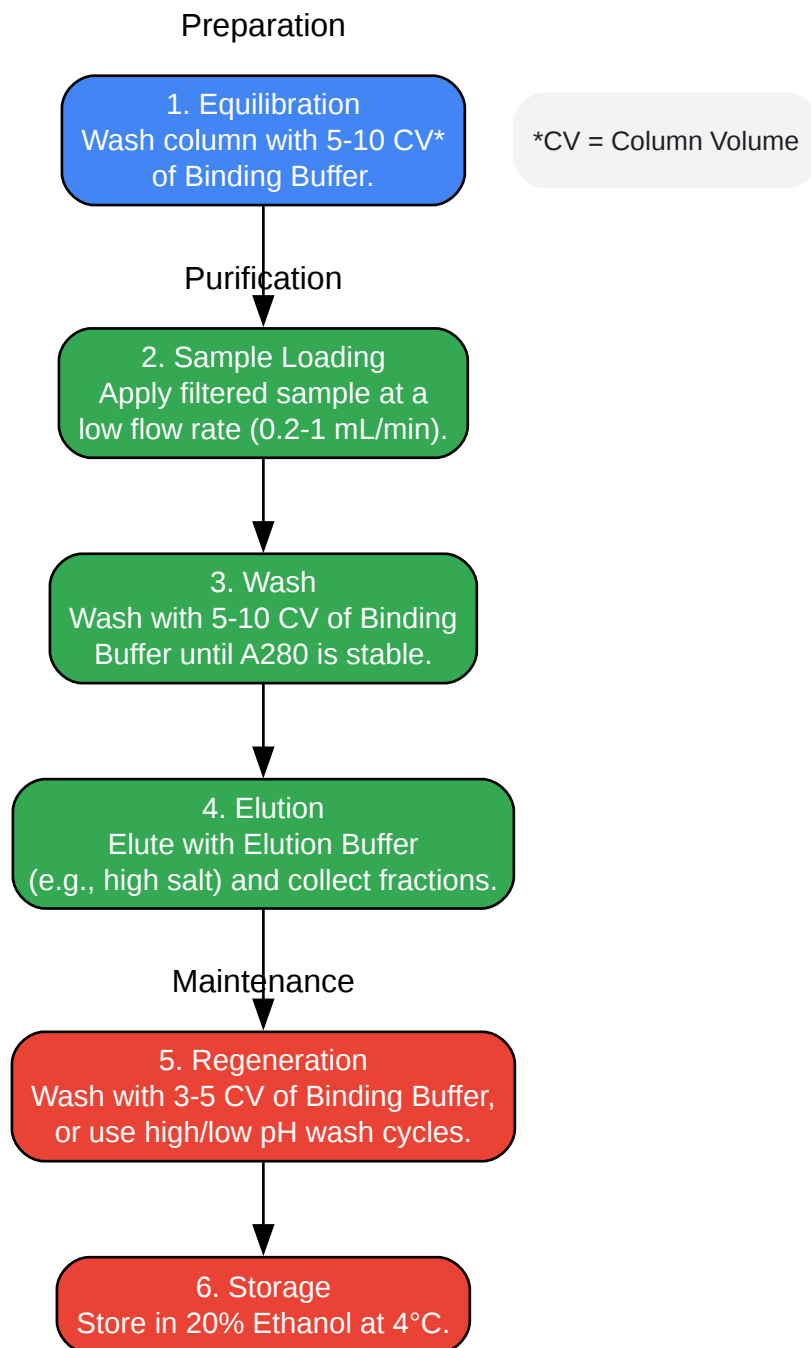 Preparation
1. Equilibration
Wash column with 5-10 CV*
of Binding Buffer.
*CV = Column Volume
Purification
2. Sample Loading
Apply filtered sample at a
low flow rate (0.2-1 mL/min).
3. Wash
Wash with 5-10 CV of Binding
Buffer until A280 is stable.
4. Elution
Elute with Elution Buffer
(e.g., high salt) and collect fractions.
Maintenance
5. Regeneration
Wash with 3-5 CV of Binding Buffer,
or use high/low pH wash cycles.
6. Storage
Store in 20% Ethanol at 4°C.